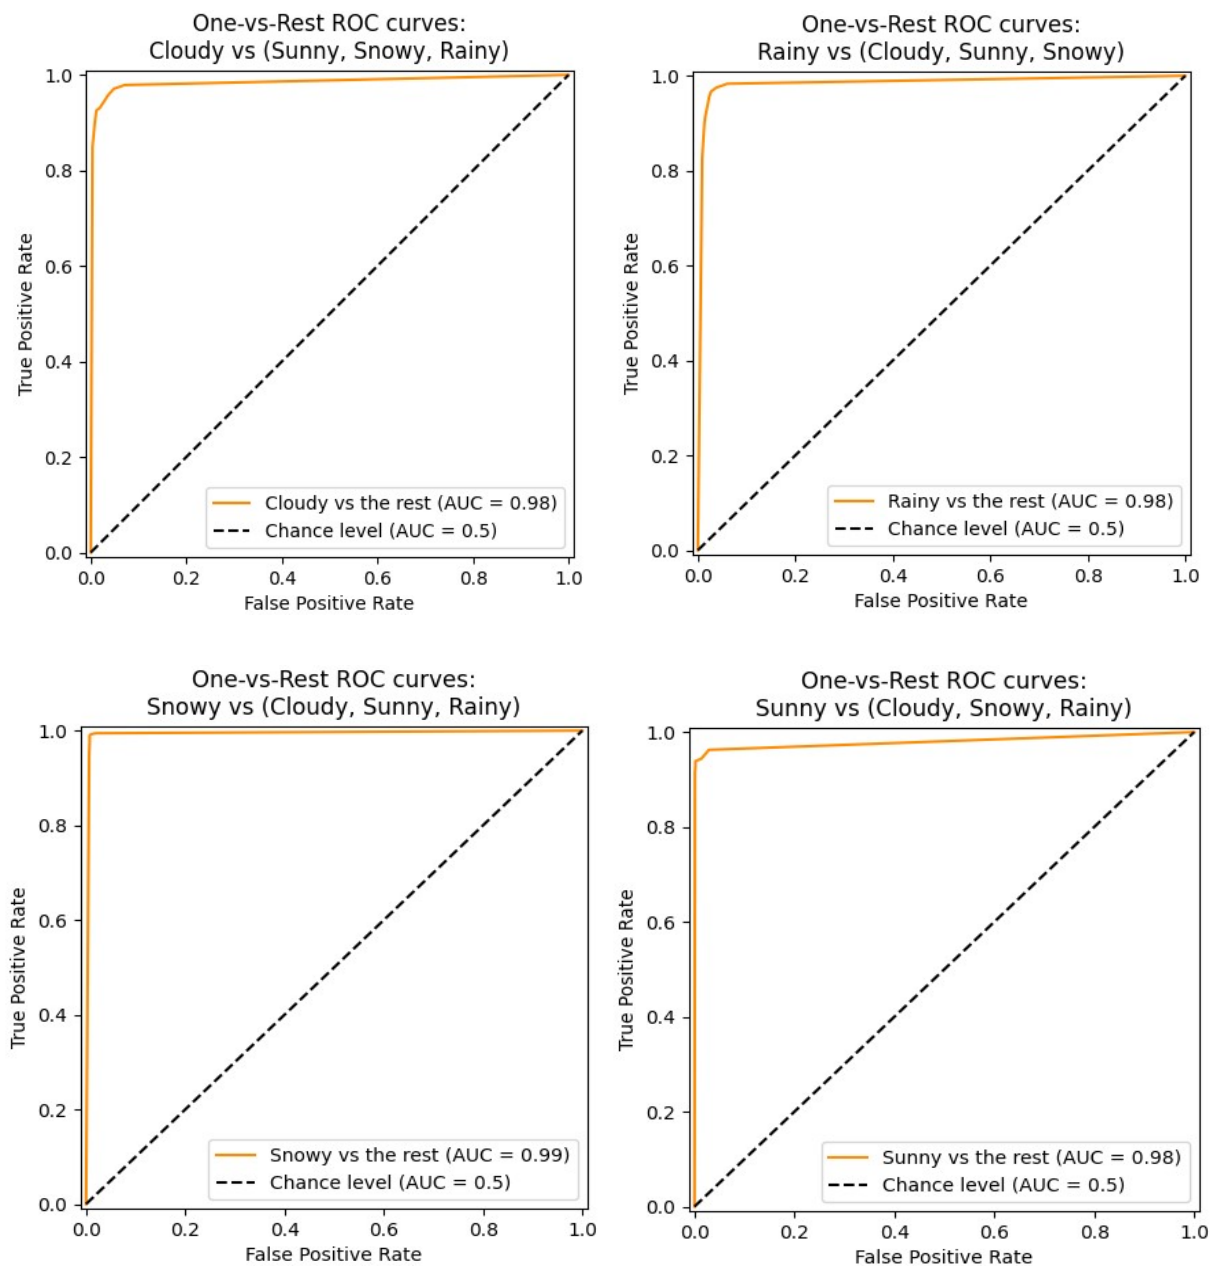 One-vs-Rest ROC curves:
Cloudy vs (Sunny, Snowy, Rainy)
1.0
0.8
0.6
0.4
0.2
0.0
True Positive Rate
Cloudy vs the rest (AUC = 0.98)
Chance level (AUC = 0.5)
0.0 0.2 0.4 0.6 0.8 1.0
False Positive Rate
One-vs-Rest ROC curves:
Rainy vs (Cloudy, Sunny, Snowy)
1.0
0.8
0.6
0.4
0.2
0.0
True Positive Rate
Rainy vs the rest (AUC = 0.98)
Chance level (AUC = 0.5)
0.0 0.2 0.4 0.6 0.8 1.0
False Positive Rate
One-vs-Rest ROC curves:
Snowy vs (Cloudy, Sunny, Rainy)
1.0
0.8
0.6
0.4
0.2
0.0
True Positive Rate
Snowy vs the rest (AUC = 0.99)
Chance level (AUC = 0.5)
0.0 0.2 0.4 0.6 0.8 1.0
False Positive Rate
One-vs-Rest ROC curves:
Sunny vs (Cloudy, Snowy, Rainy)
1.0
0.8
0.6
0.4
0.2
0.0
True Positive Rate
Sunny vs the rest (AUC = 0.98)
Chance level (AUC = 0.5)
0.0 0.2 0.4 0.6 0.8 1.0
False Positive Rate